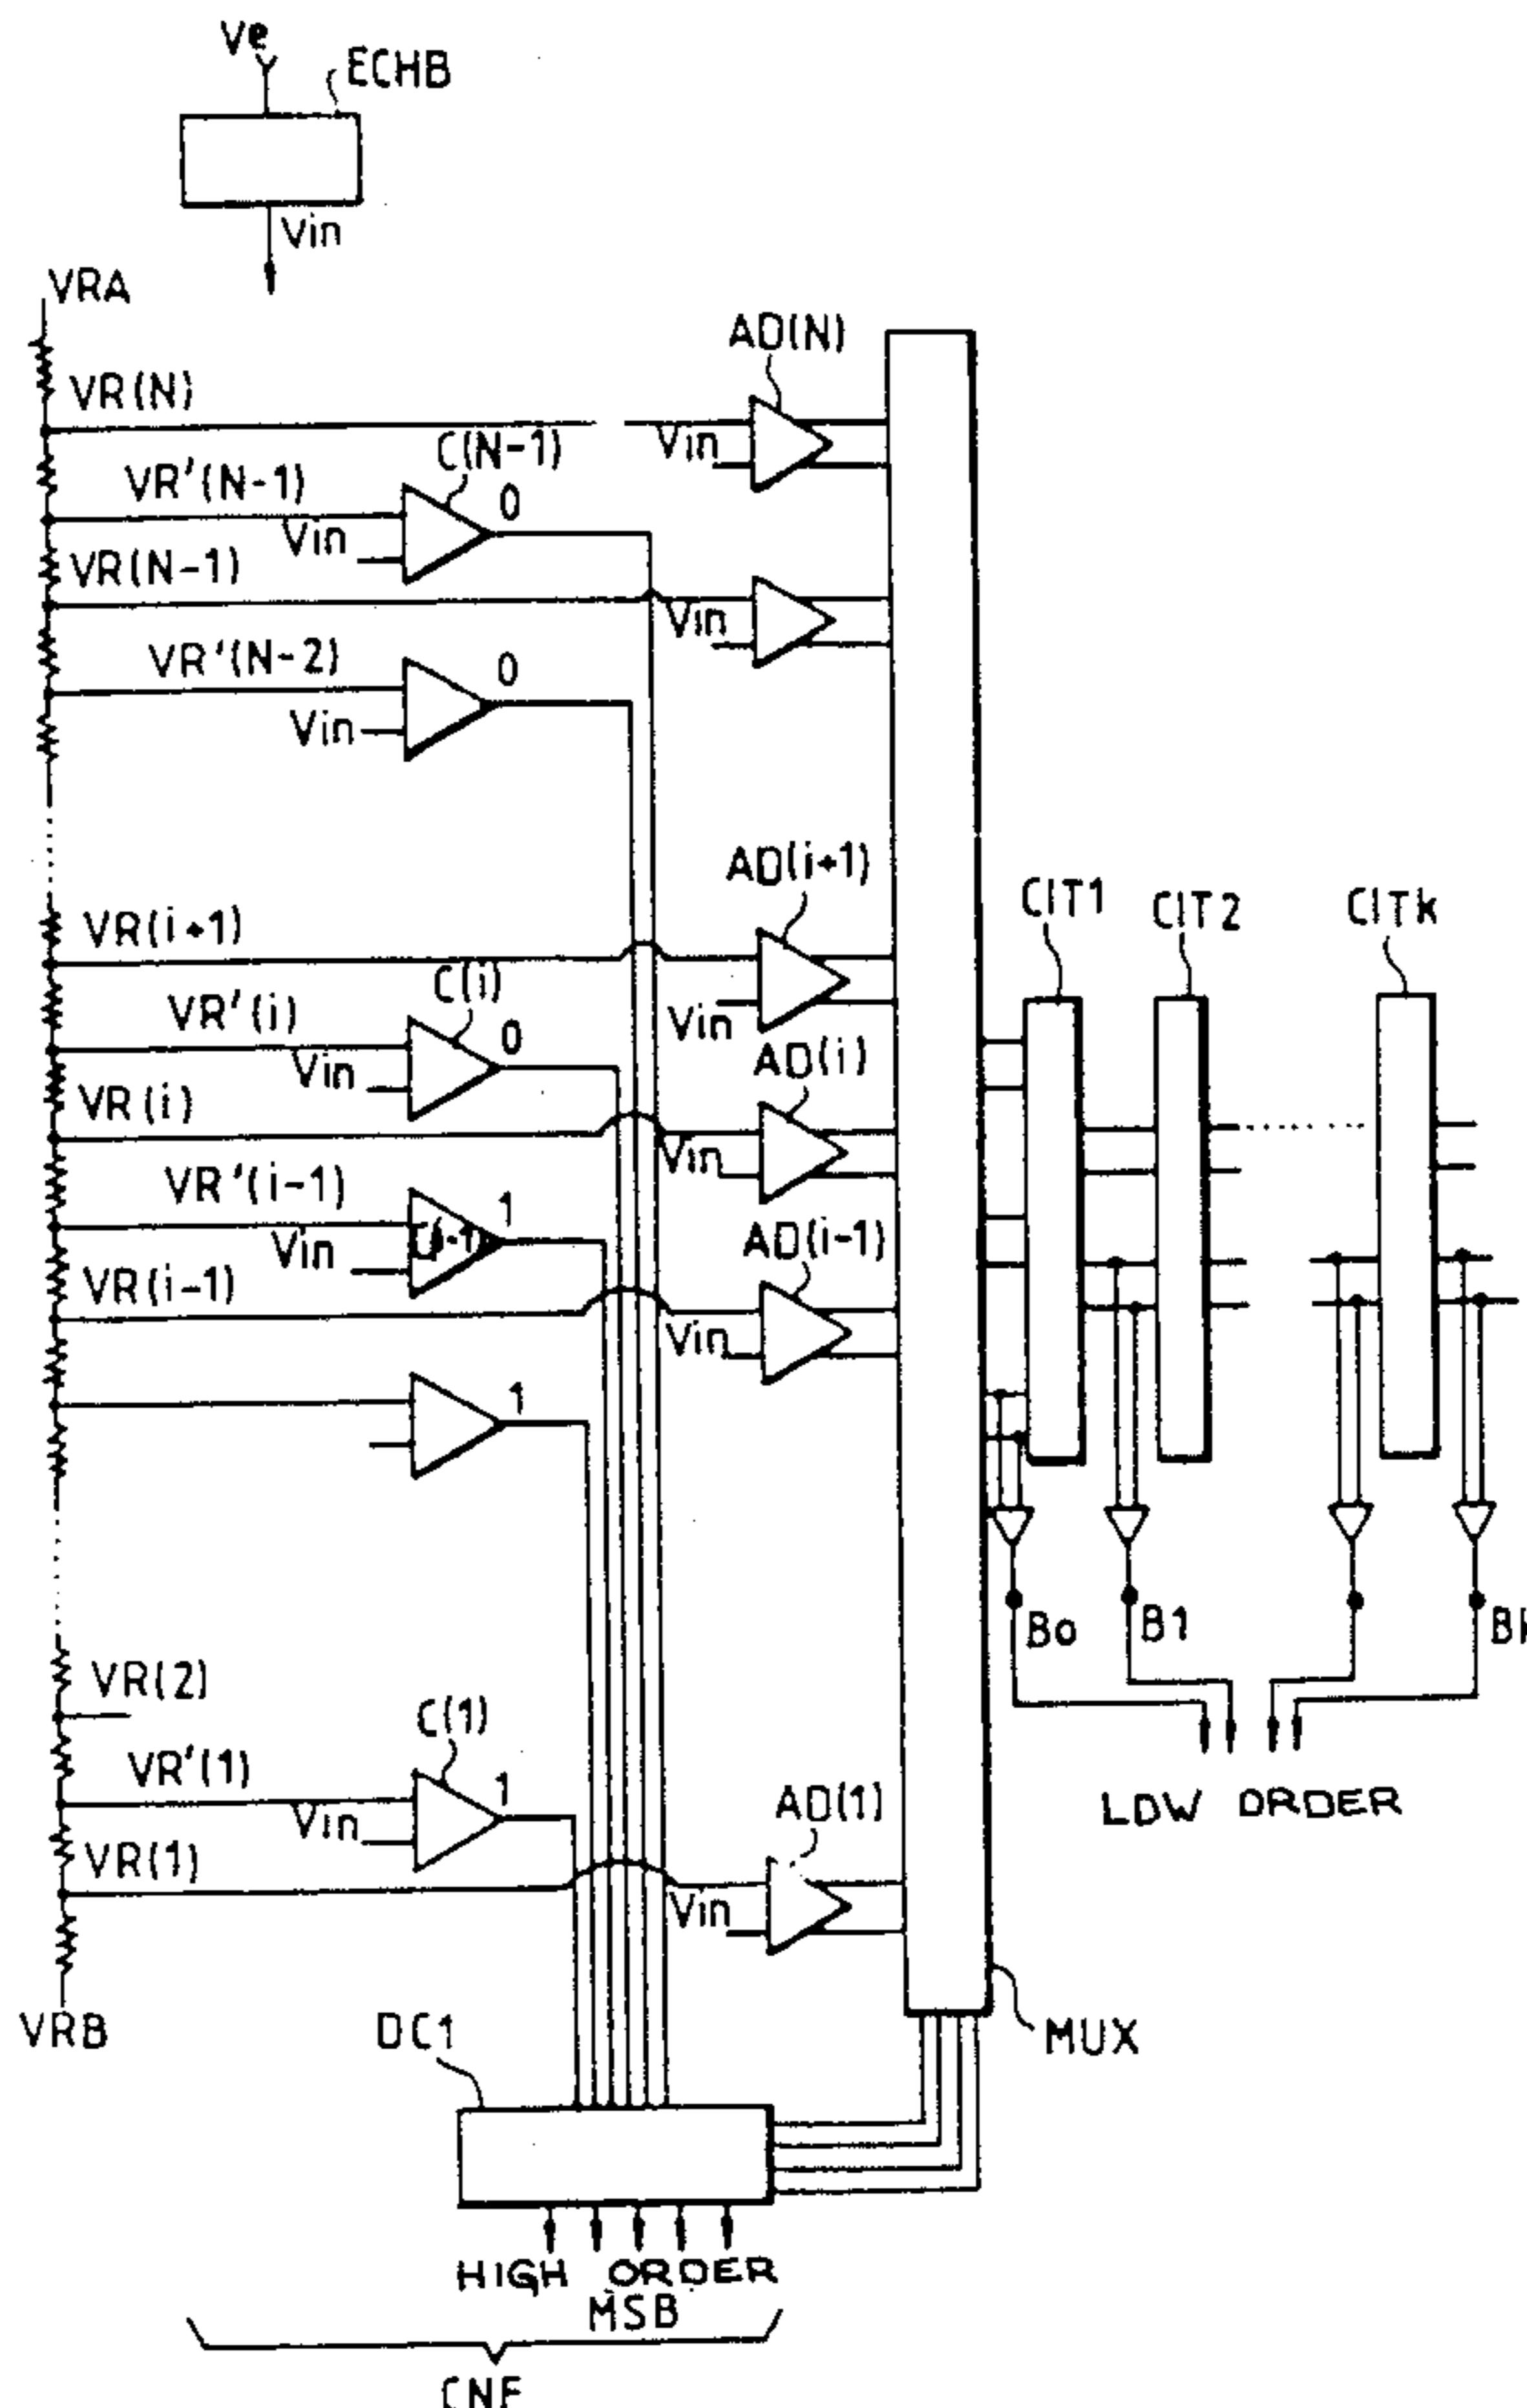 Ve
ECHB
Vin
VRA
AD(N)
VR(N)
Vin
C(N-1)
VR'(N-1)
0
Vin
VR(N-1)
Vin
VR'(N-2)
0
Vin
AD(i+1)
VR(i+1)
CIT1
CIT2
CITk
C(i)
VR'(i)
Vin
0
Vin
AD(i)
VR(i)
Vin
VR'(i-1)
1
C(i-1)
Vin
AD(i-1)
VR(i-1)
Vin
1
Bo
B1
VR(2)
C(1)
VR'(1)
1
Vin
AD(1)
LOW ORDER
VR(1)
Vin
VRB
DC1
MUX
HIGH ORDER
MSB
CNF